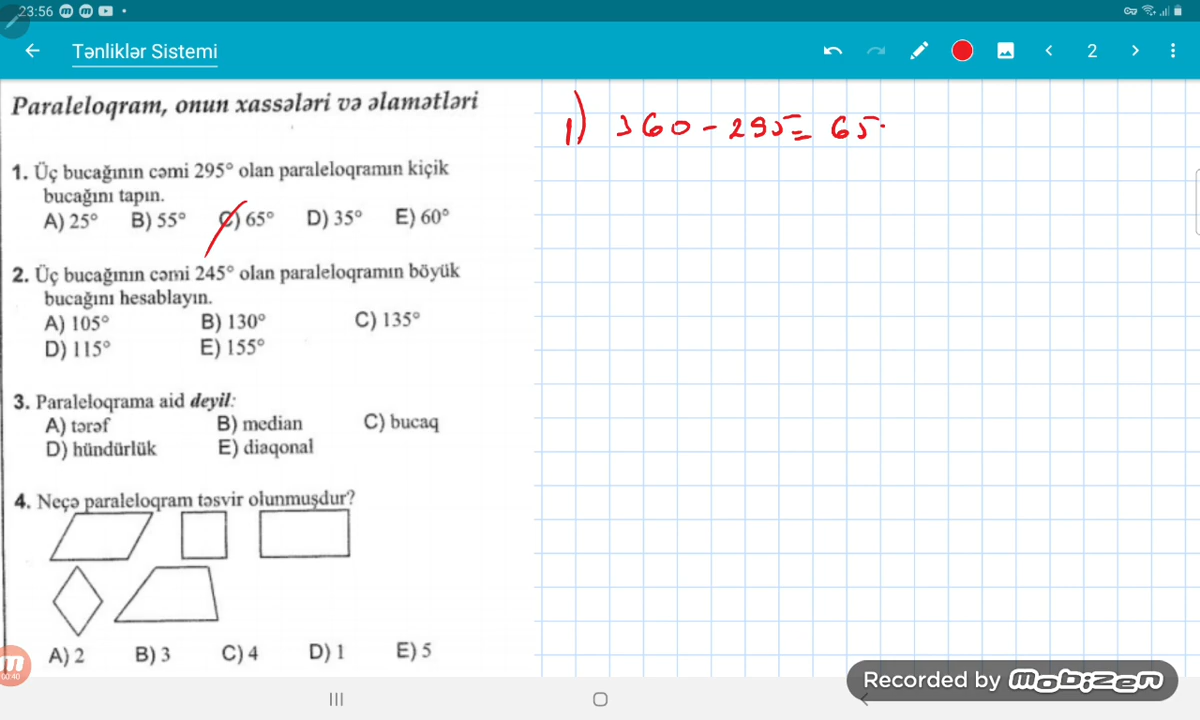 23:56
Tənliklər Sistemi
2
Paraleloqram, onun xassələri və əlamətləri
1. Üç bucağının cəmi 295° olan paraleloqramın kiçik
bucağını tapın.
A) 25° B) 55° C) 65° D) 35° E) 60°
2. Üç bucağının cəmi 245° olan paraleloqramın böyük
bucağını hesablayın.
A) 105° B) 130° C) 135°
D) 115° E) 155°
3. Paraleloqrama aid deyil:
A) tərəf B) median C) bucaq
D) hündürlük E) diaqonal
4. Neçə paraleloqram təsvir olunmuşdur?
A) 2 B) 3 C) 4 D) 1 E) 5
1) 360 - 295 = 65
00:40
Recorded by mobizen